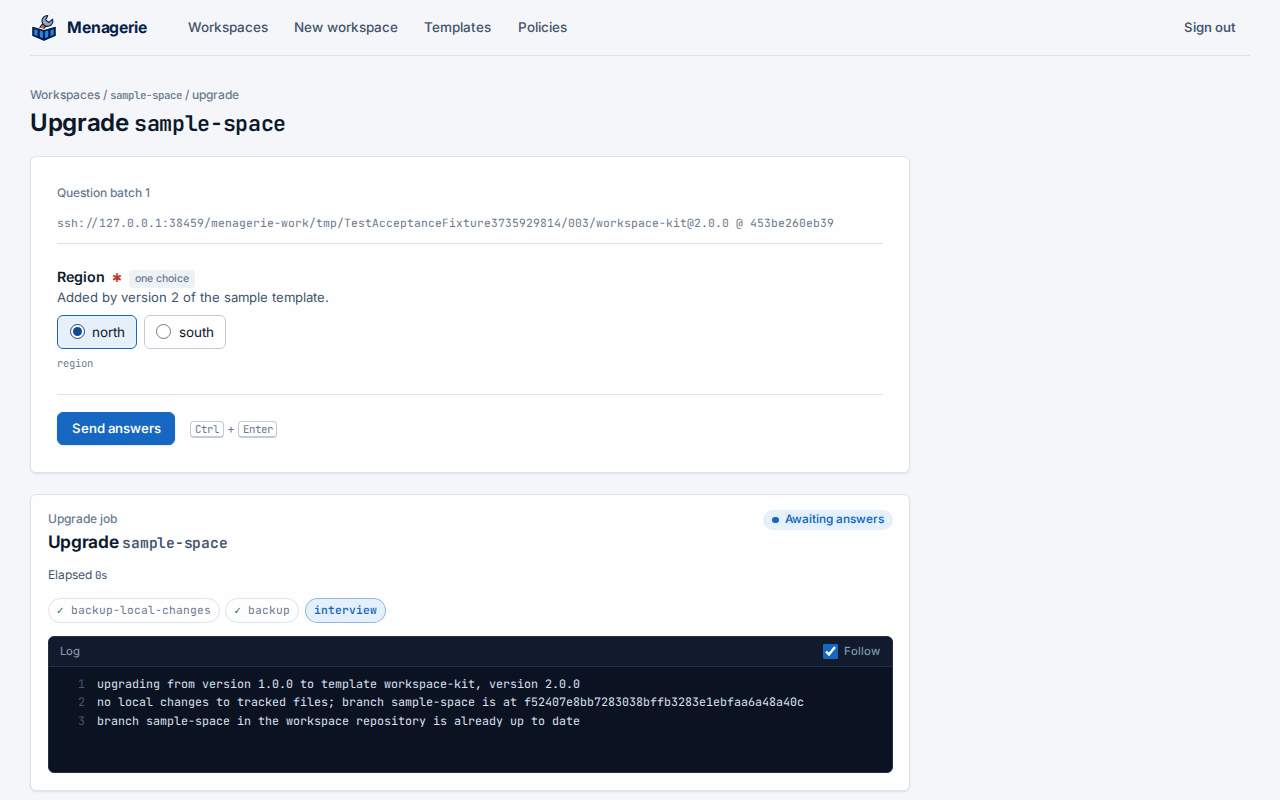 Menagerie Workspaces New workspace Templates Policies Sign out
Workspaces / sample-space / upgrade
Upgrade sample-space
Question batch 1
ssh://127.0.0.1:38459/menagerie-work/tmp/TestAcceptanceFixture3735929814/003/workspace-kit@2.0.0 @ 453be260eb39
Region * one choice
Added by version 2 of the sample template.
north south
region
Send answers Ctrl + Enter
Upgrade job Awaiting answers
Upgrade sample-space
Elapsed 0s
✓ backup-local-changes ✓ backup interview
Log Follow
1 upgrading from version 1.0.0 to template workspace-kit, version 2.0.0
2 no local changes to tracked files; branch sample-space is at f52407e8bb7283038bffb3283e1ebfaa6a48a40c
3 branch sample-space in the workspace repository is already up to date